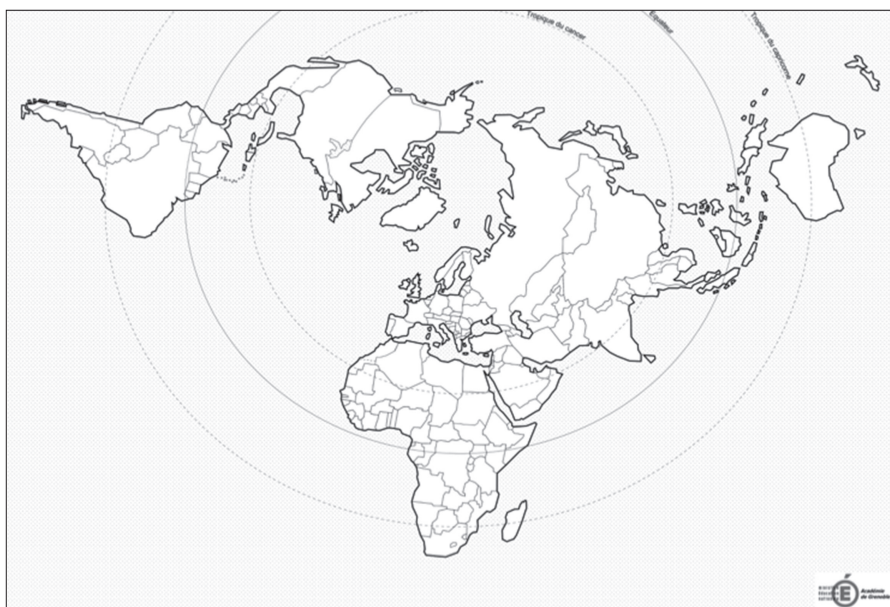 Tropique du cancer
Equateur
Tropique du capricorne
Académie
de Grenoble